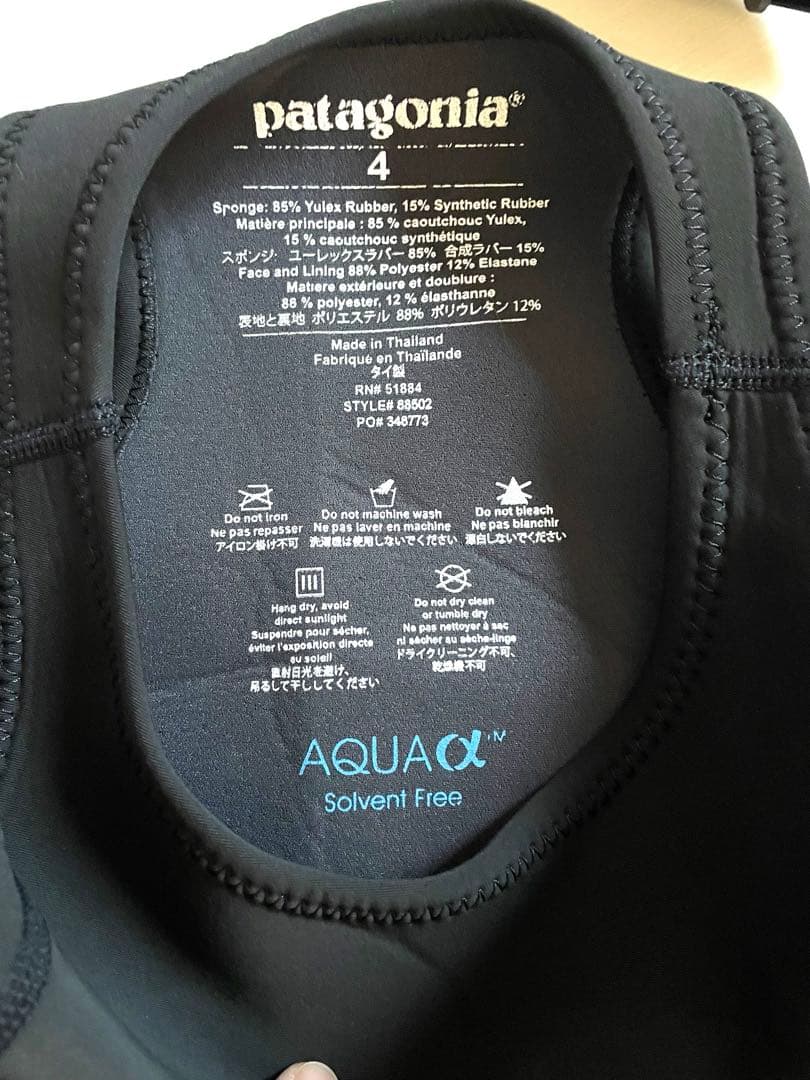 patagonia®
4
Sponge: 85% Yulex Rubber, 15% Synthetic Rubber
Matière principale : 85 % caoutchouc Yulex,
15 % caoutchouc synthétique
スポンジ: ユーレックスラバー 85% 合成ラバー 15%
Face and Lining 88% Polyester 12% Elastane
Matière extérieure et doublure :
88 % polyester, 12 % élasthanne
表地と裏地 ポリエステル 88% ポリウレタン 12%
Made in Thailand
Fabriqué en Thaïlande
タイ製
RN# 51884
STYLE# 88502
PO# 346773
Do not iron
Ne pas repasser
アイロン掛け不可
Do not machine wash
Ne pas laver en machine
洗濯機は使用しないでください
Do not bleach
Ne pas blanchir
漂白しないでください
Hang dry, avoid
direct sunlight
Suspendre pour sécher,
éviter l'exposition directe
au soleil
直射日光を避け、
吊るして干ししてください
Do not dry clean
or tumble dry
Ne pas nettoyer à sec
ni sécher au sèche-linge
ドライクリーニング不可、
乾燥機不可
AQUA α™
Solvent Free